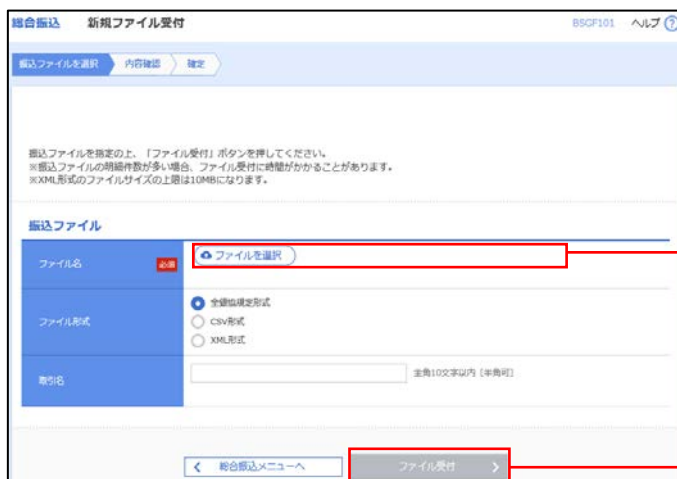 総合振込 新規ファイル受付 BSGF101 ヘルプ ?
振込ファイルを選択 内容確認 確定
振込ファイルを指定の上、「ファイル受付」ボタンを押してください。
※振込ファイルの明細件数が多い場合、ファイル受付に時間がかかることがあります。
※XML形式のファイルサイズの上限は10MBになります。
振込ファイル
ファイル名 必須 ファイルを選択
ファイル形式
全銀協規定形式
CSV形式
XML形式
取引名 全角10文字以内 [半角可]
総合振込メニューへ ファイル受付